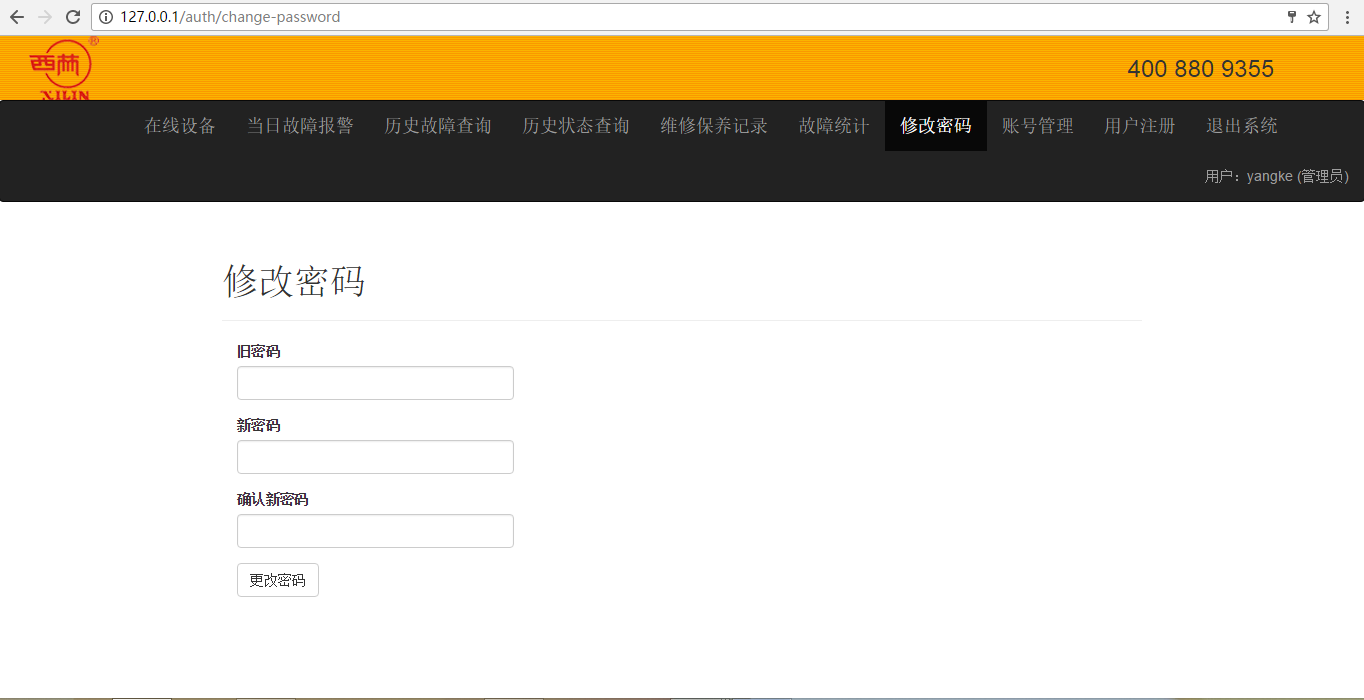 127.0.0.1/auth/change-password
西林®
XILIN
400 880 9355
在线设备 当日故障报警 历史故障查询 历史状态查询 维修保养记录 故障统计 修改密码 账号管理 用户注册 退出系统
用户：yangke (管理员)
修改密码
旧密码
新密码
确认新密码
更改密码